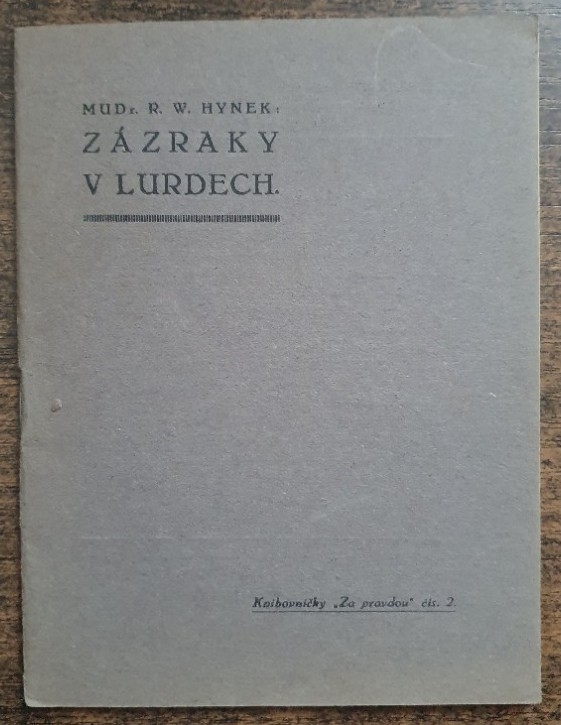 MUDr. R. W. HYNEK:
ZÁZRAKY
V LURDECH.
Knihovničky „Za pravdou" čís. 2.